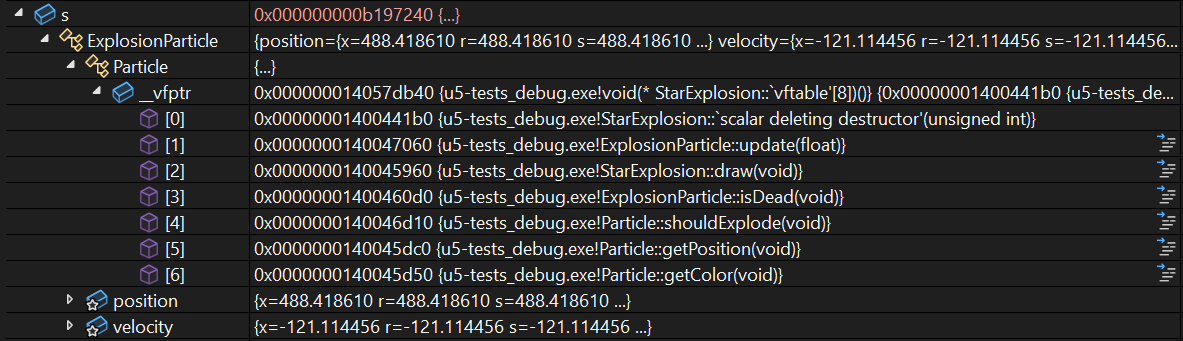 s 0x000000000b197240 {...}
ExplosionParticle {position={x=488.418610 r=488.418610 s=488.418610 ...} velocity={x=-121.114456 r=-121.114456 s=-121.114456...
Particle {...}
__vfptr 0x000000014057db40 {u5-tests_debug.exe!void(* StarExplosion::`vftable'[8])()} {0x00000001400441b0 {u5-tests_de...
[0] 0x00000001400441b0 {u5-tests_debug.exe!StarExplosion::`scalar deleting destructor'(unsigned int)}
[1] 0x0000000140047060 {u5-tests_debug.exe!ExplosionParticle::update(float)}
[2] 0x0000000140045960 {u5-tests_debug.exe!StarExplosion::draw(void)}
[3] 0x00000001400460d0 {u5-tests_debug.exe!ExplosionParticle::isDead(void)}
[4] 0x0000000140046d10 {u5-tests_debug.exe!Particle::shouldExplode(void)}
[5] 0x0000000140045dc0 {u5-tests_debug.exe!Particle::getPosition(void)}
[6] 0x0000000140045d50 {u5-tests_debug.exe!Particle::getColor(void)}
position {x=488.418610 r=488.418610 s=488.418610 ...}
velocity {x=-121.114456 r=-121.114456 s=-121.114456 ...}